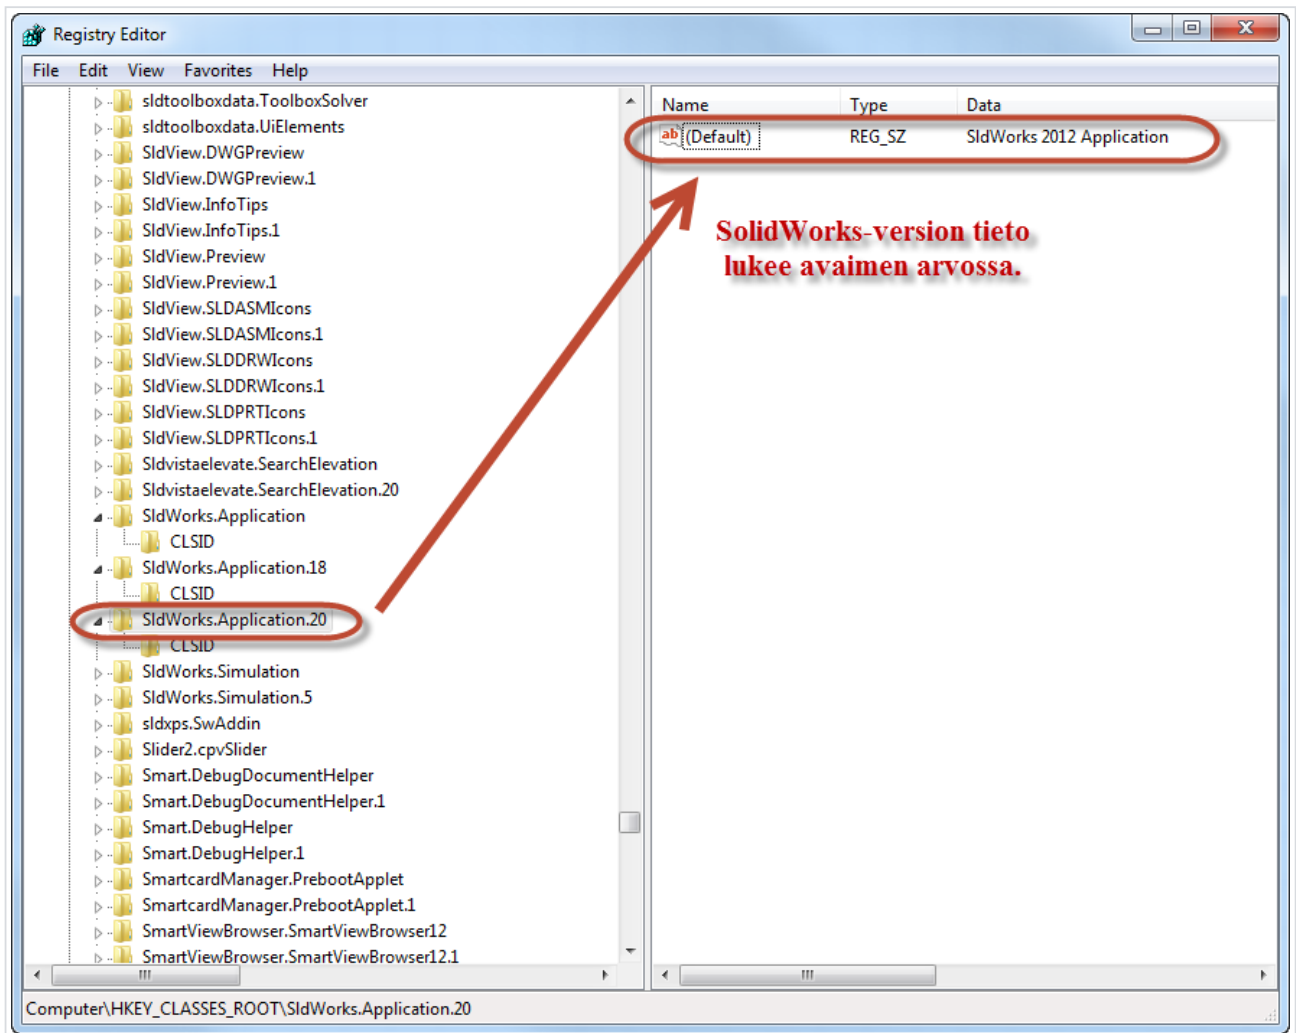 Registry Editor
File Edit View Favorites Help
sldtoolboxdata.ToolboxSolver
sldtoolboxdata.UiElements
SldView.DWGPreview
SldView.DWGPreview.1
SldView.InfoTips
SldView.InfoTips.1
SldView.Preview
SldView.Preview.1
SldView.SLDASMIcons
SldView.SLDASMIcons.1
SldView.SLDDRWIcons
SldView.SLDDRWIcons.1
SldView.SLDPRTIcons
SldView.SLDPRTIcons.1
Sldvistaelevate.SearchElevation
Sldvistaelevate.SearchElevation.20
SldWorks.Application
CLSID
SldWorks.Application.18
CLSID
SldWorks.Application.20
CLSID
SldWorks.Simulation
SldWorks.Simulation.5
sldxps.SwAddin
Slider2.cpvSlider
Smart.DebugDocumentHelper
Smart.DebugDocumentHelper.1
Smart.DebugHelper
Smart.DebugHelper.1
SmartcardManager.PrebootApplet
SmartcardManager.PrebootApplet.1
SmartViewBrowser.SmartViewBrowser12
SmartViewBrowser.SmartViewBrowser12.1
Name Type Data
ab (Default) REG_SZ SldWorks 2012 Application
SolidWorks-version tieto
lukee avaimen arvossa.
Computer\HKEY_CLASSES_ROOT\SldWorks.Application.20